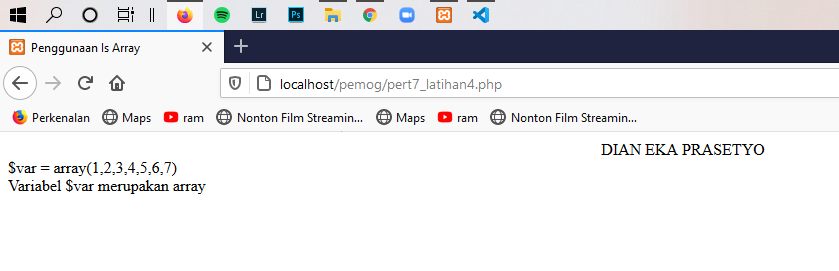 Lr Ps
Penggunaan Is Array
localhost/pemog/pert7_latihan4.php
Perkenalan Maps ram Nonton Film Streamin... Maps ram Nonton Film Streamin...
DIAN EKA PRASETYO
$var = array(1,2,3,4,5,6,7)
Variabel $var merupakan array